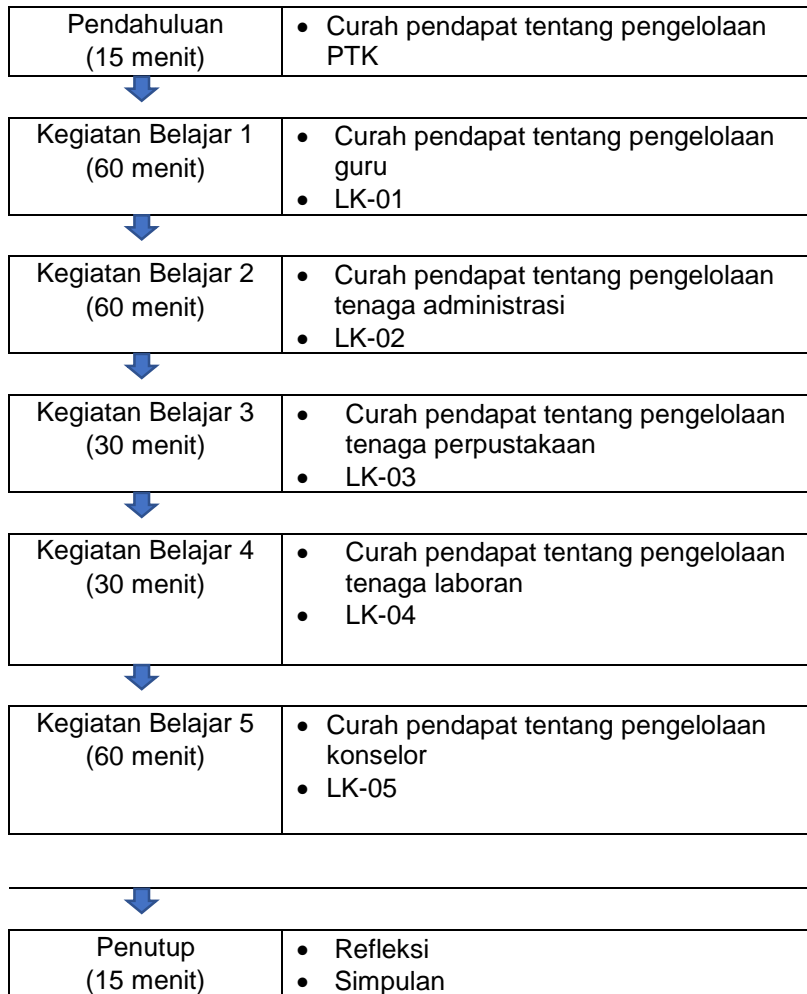 Pendahuluan
(15 menit)
• Curah pendapat tentang pengelolaan
PTK
Kegiatan Belajar 1
(60 menit)
• Curah pendapat tentang pengelolaan
guru
• LK-01
Kegiatan Belajar 2
(60 menit)
• Curah pendapat tentang pengelolaan
tenaga administrasi
• LK-02
Kegiatan Belajar 3
(30 menit)
• Curah pendapat tentang pengelolaan
tenaga perpustakaan
• LK-03
Kegiatan Belajar 4
(30 menit)
• Curah pendapat tentang pengelolaan
tenaga laboran
• LK-04
Kegiatan Belajar 5
(60 menit)
• Curah pendapat tentang pengelolaan
konselor
• LK-05
Penutup
(15 menit)
• Refleksi
• Simpulan